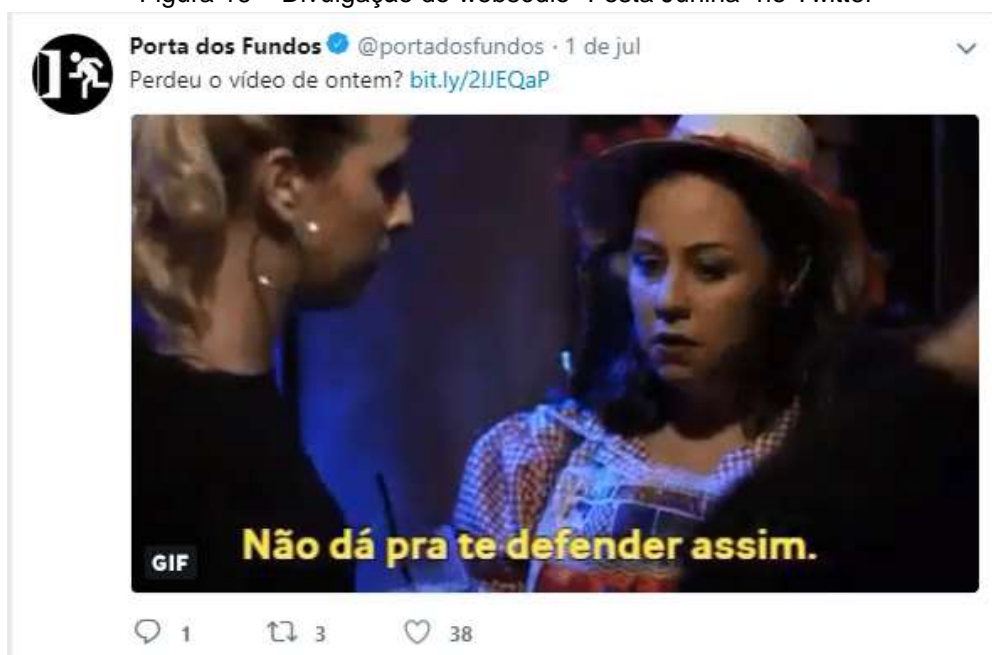 Porta dos Fundos @portadosfundos · 1 de jul
Perdeu o vídeo de ontem? bit.ly/2IJEQaP
Não dá pra te defender assim.
GIF
1 3 38